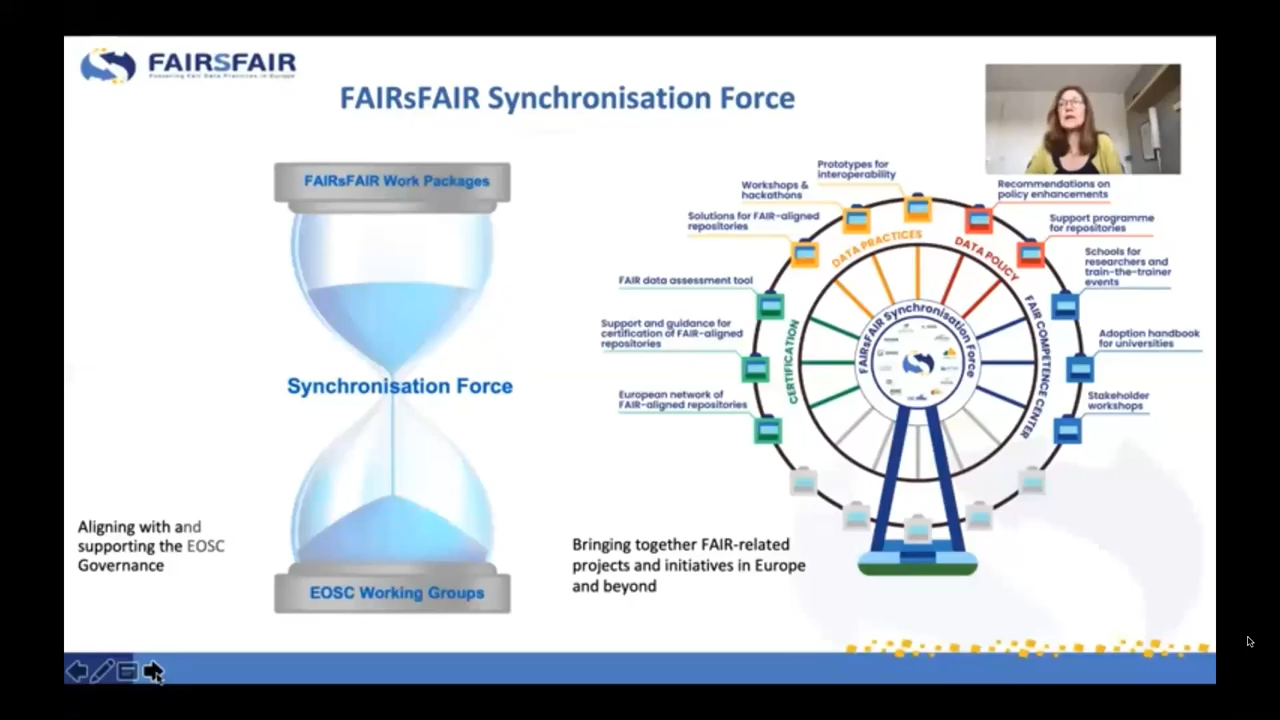 FAIRSFAIR
Fostering Fair Data Practices in Europe
FAIRsFAIR Synchronisation Force
FAIRsFAIR Work Packages
Synchronisation Force
EOSC Working Groups
Aligning with and
supporting the EOSC
Governance
Prototypes for
interoperability
Workshops &
hackathons
Solutions for FAIR-aligned
repositories
FAIR data assessment tool
Support and guidance for
certification of FAIR-aligned
repositories
European network of
FAIR-aligned repositories
Recommendations on
policy enhancements
Support programme
for repositories
Schools for
researchers and
train-the-trainer
events
Adoption handbook
for universities
Stakeholder
workshops
DATA PRACTICES
DATA POLICY
FAIR COMPETENCE CENTER
CERTIFICATION
FAIRsFAIR Synchronisation Force
Bringing together FAIR-related
projects and initiatives in Europe
and beyond